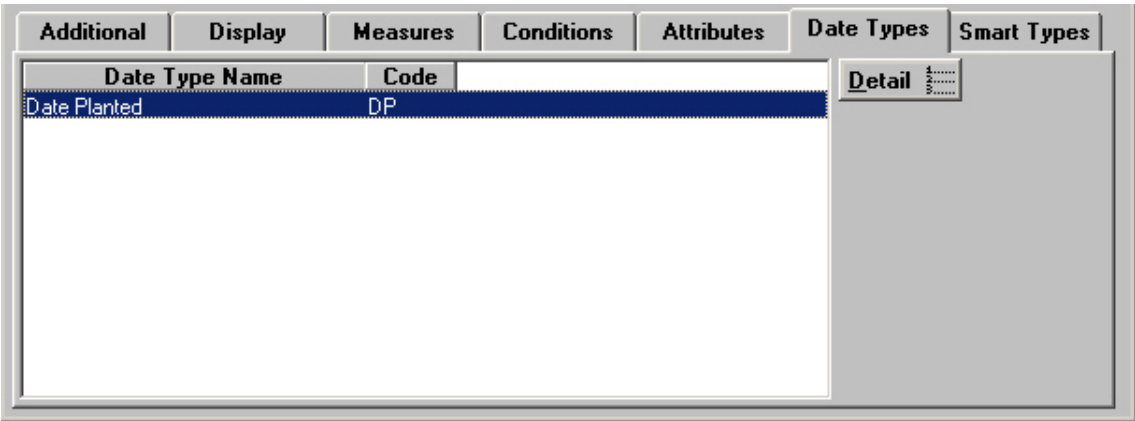 Additional Display Measures Conditions Attributes Date Types Smart Types
Date Type Name Code
Detail
Date Planted DP